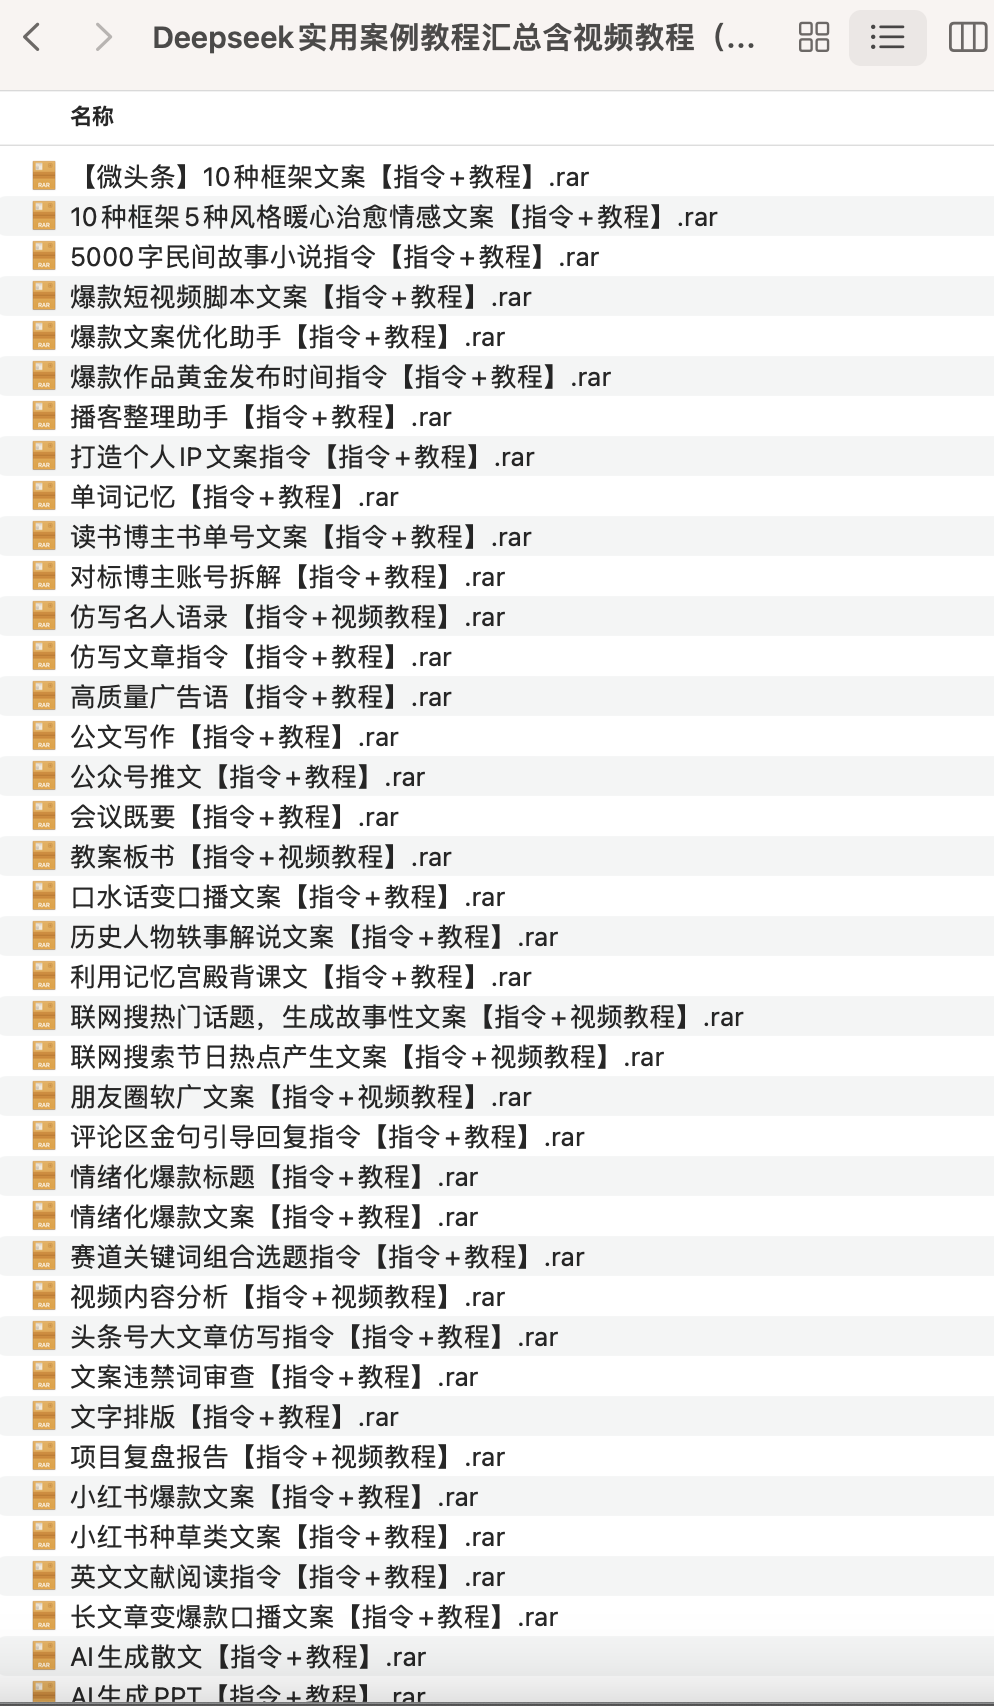 Deepseek实用案例教程汇总含视频教程（...
名称
【微头条】10种框架文案【指令+教程】.rar
10种框架5种风格暖心治愈情感文案【指令+教程】.rar
5000字民间故事小说指令【指令+教程】.rar
爆款短视频脚本文案【指令+教程】.rar
爆款文案优化助手【指令+教程】.rar
爆款作品黄金发布时间指令【指令+教程】.rar
播客整理助手【指令+教程】.rar
打造个人IP文案指令【指令+教程】.rar
单词记忆【指令+教程】.rar
读书博主书单号文案【指令+教程】.rar
对标博主账号拆解【指令+教程】.rar
仿写名人语录【指令+视频教程】.rar
仿写文章指令【指令+教程】.rar
高质量广告语【指令+教程】.rar
公文写作【指令+教程】.rar
公众号推文【指令+教程】.rar
会议既要【指令+教程】.rar
教案板书【指令+视频教程】.rar
口水话变口播文案【指令+教程】.rar
历史人物轶事解说文案【指令+教程】.rar
利用记忆宫殿背课文【指令+教程】.rar
联网搜热门话题，生成故事性文案【指令+视频教程】.rar
联网搜索节日热点产生文案【指令+视频教程】.rar
朋友圈软广文案【指令+视频教程】.rar
评论区金句引导回复指令【指令+教程】.rar
情绪化爆款标题【指令+教程】.rar
情绪化爆款文案【指令+教程】.rar
赛道关键词组合选题指令【指令+教程】.rar
视频内容分析【指令+视频教程】.rar
头条号大文章仿写指令【指令+教程】.rar
文案违禁词审查【指令+教程】.rar
文字排版【指令+教程】.rar
项目复盘报告【指令+视频教程】.rar
小红书爆款文案【指令+教程】.rar
小红书种草类文案【指令+教程】.rar
英文文献阅读指令【指令+教程】.rar
长文章变爆款口播文案【指令+教程】.rar
AI生成散文【指令+教程】.rar
AI生成PPT【指令+教程】.rar